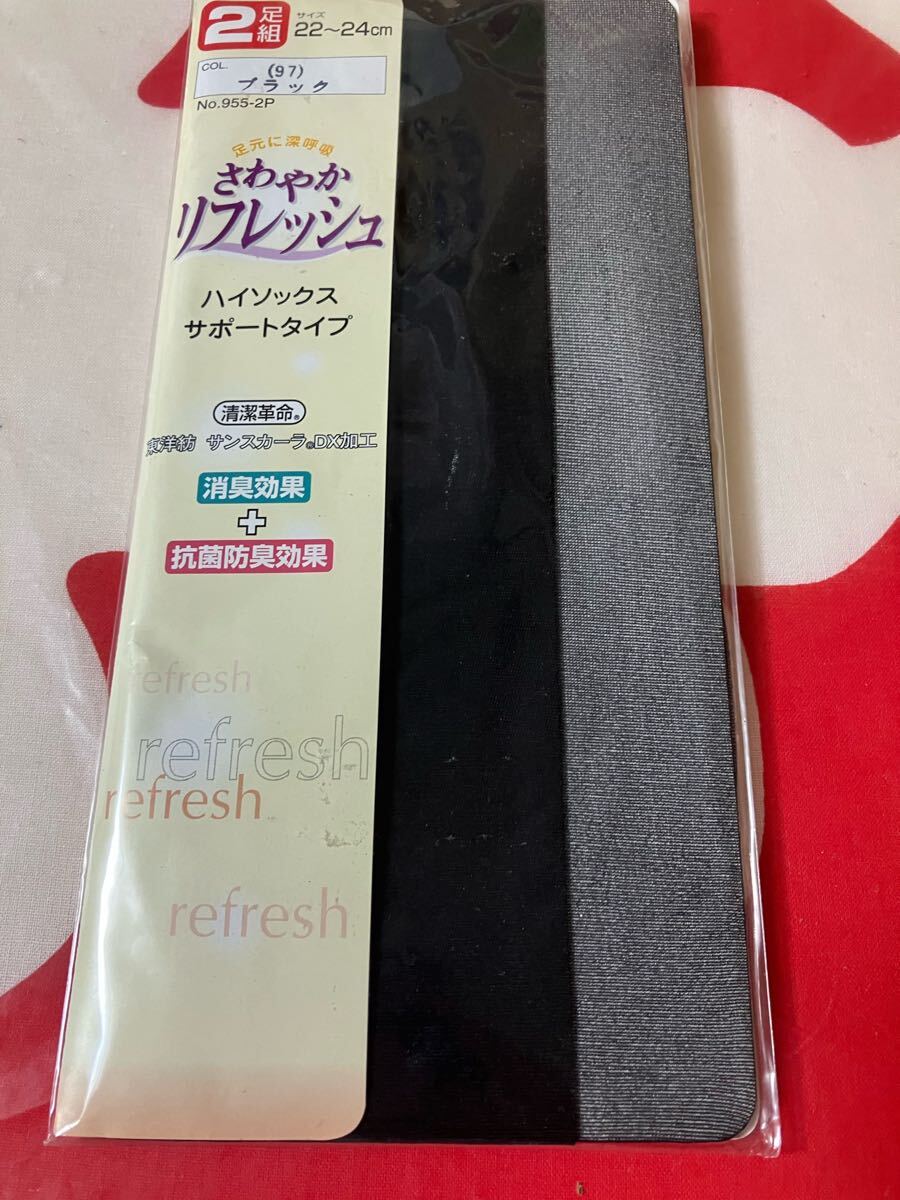 2足組
サイズ
22〜24cm
COL.
(97)
ブラック
No.955-2P
足元に深呼吸
さわやか
リフレッシュ
ハイソックス
サポートタイプ
清潔革命®
東洋紡 サンスカーラ®DX加工
消臭効果
+
抗菌防臭効果
refresh
refresh
refresh
refresh